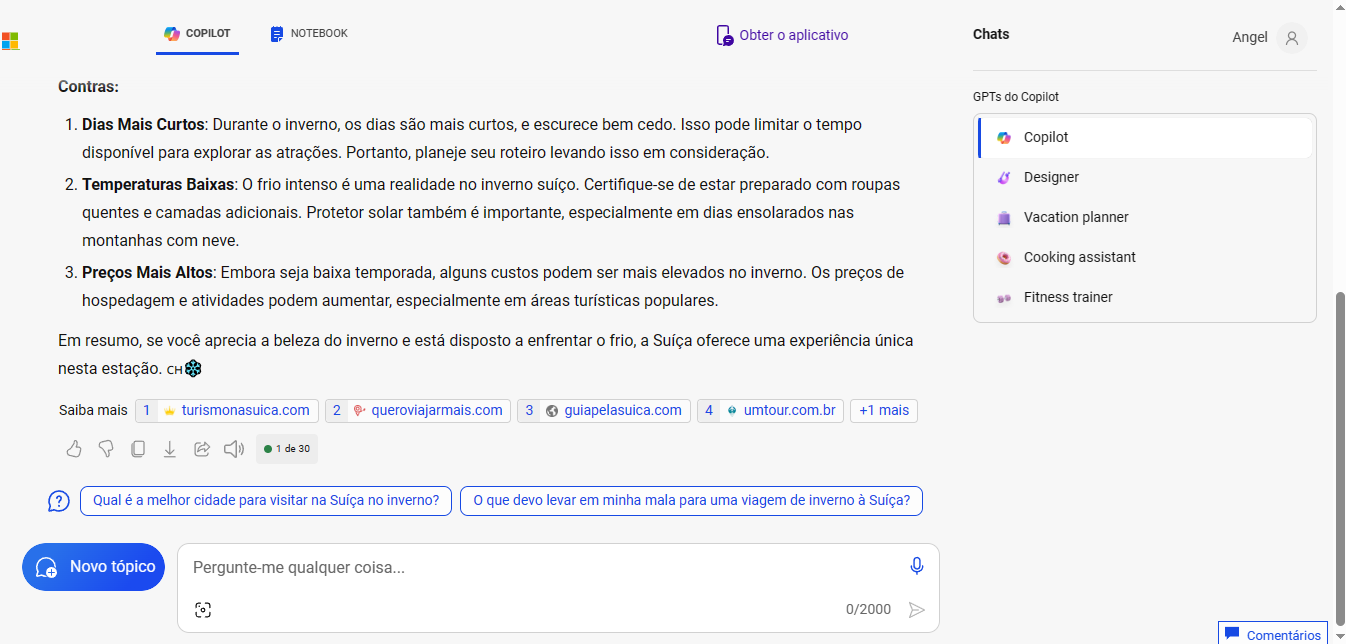 COPILOT
NOTEBOOK
Obter o aplicativo
Chats
Angel
Contras:
1. Dias Mais Curtos: Durante o inverno, os dias são mais curtos, e escurece bem cedo. Isso pode limitar o tempo
disponível para explorar as atrações. Portanto, planeje seu roteiro levando isso em consideração.
2. Temperaturas Baixas: O frio intenso é uma realidade no inverno suíço. Certifique-se de estar preparado com roupas
quentes e camadas adicionais. Protetor solar também é importante, especialmente em dias ensolarados nas
montanhas com neve.
3. Preços Mais Altos: Embora seja baixa temporada, alguns custos podem ser mais elevados no inverno. Os preços de
hospedagem e atividades podem aumentar, especialmente em áreas turísticas populares.
Em resumo, se você aprecia a beleza do inverno e está disposto a enfrentar o frio, a Suíça oferece uma experiência única
nesta estação. CH
Saiba mais 1 turismonasuica.com 2 queroviajarmais.com 3 guiapelasuica.com 4 umtour.com.br +1 mais
1 de 30
Qual é a melhor cidade para visitar na Suíça no inverno? O que devo levar em minha mala para uma viagem de inverno à Suíça?
Novo tópico
Pergunte-me qualquer coisa...
0/2000
GPTs do Copilot
Copilot
Designer
Vacation planner
Cooking assistant
Fitness trainer
Comentários